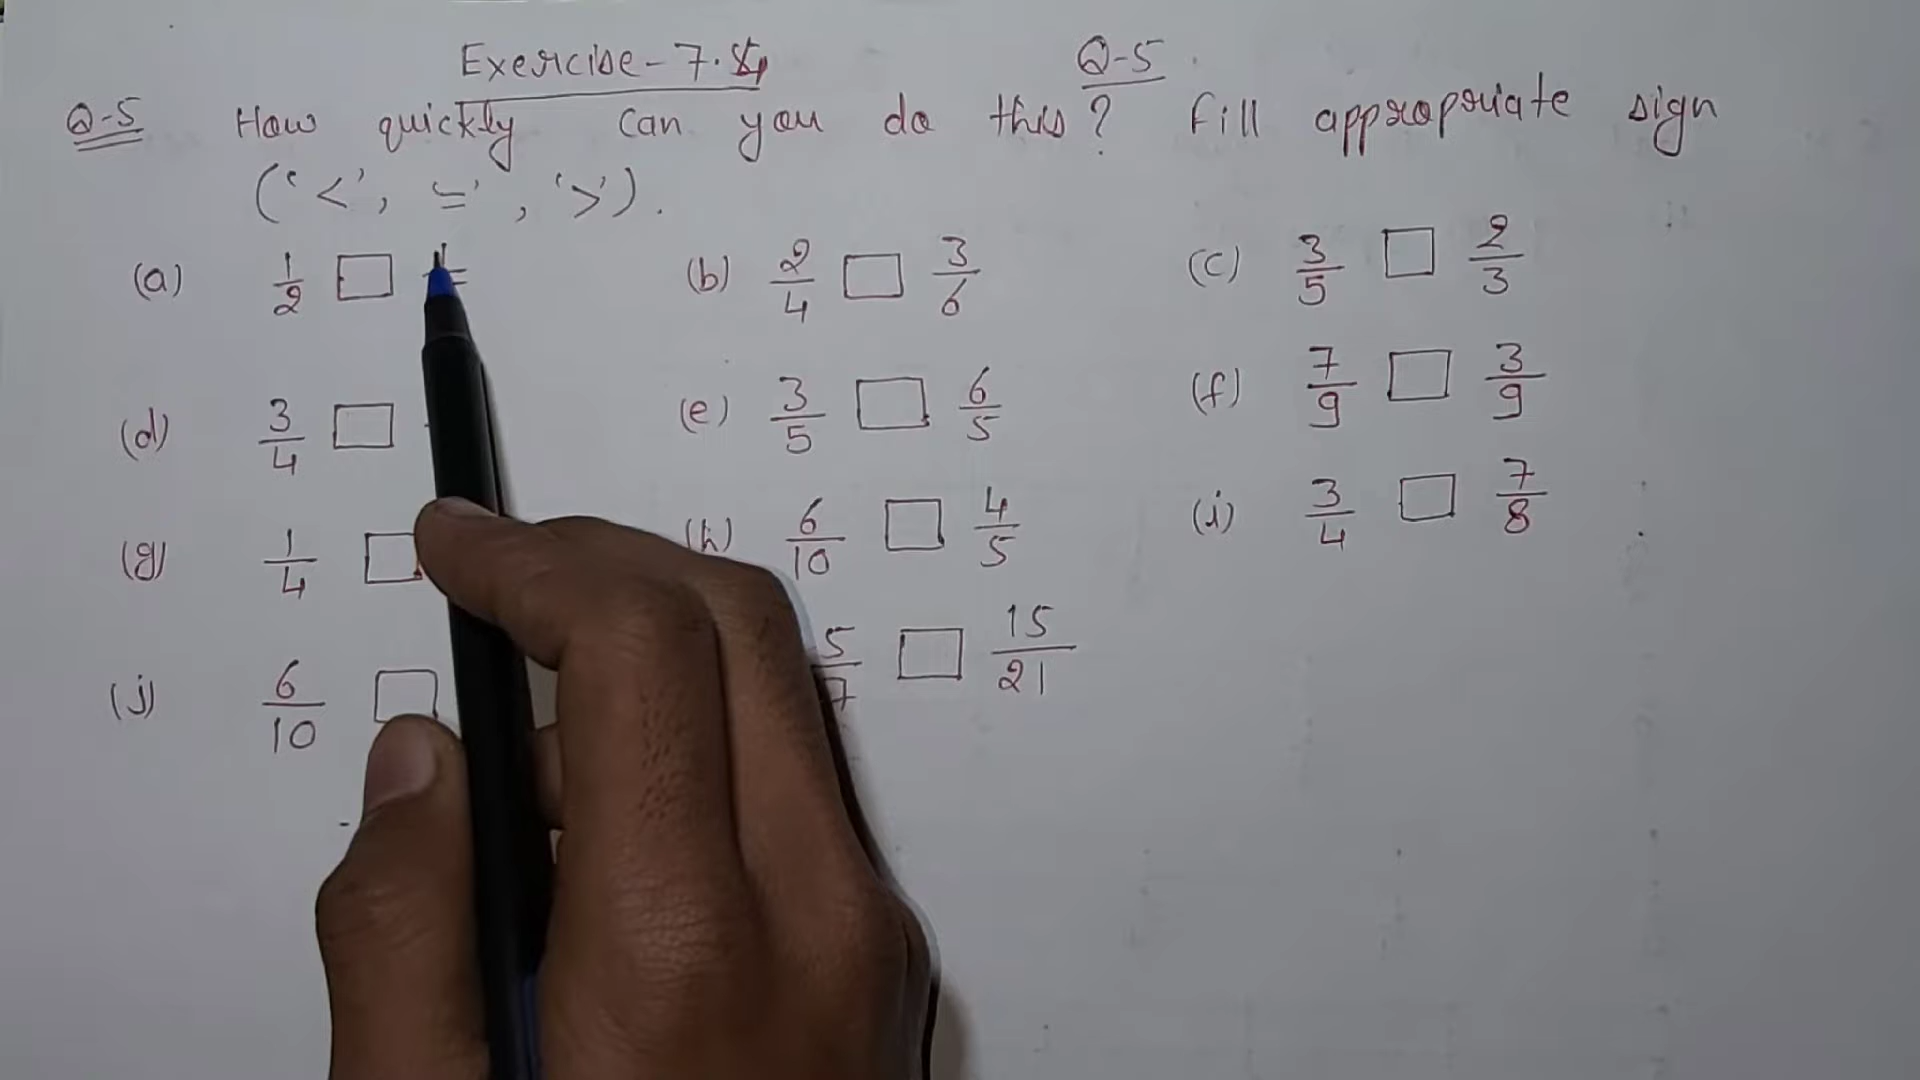 Exercise - 7.4 Q-5
Q-5 How quickly can you do this? Fill appropriate sign
('<', '=', '>').
(a) 1/2 □ (b) 2/4 □ 3/6 (c) 3/5 □ 2/3
(d) 3/4 □ (e) 3/5 □ 6/5 (f) 7/9 □ 3/9
(g) 1/4 □ (h) 6/10 □ 4/5 (i) 3/4 □ 7/8
(j) 6/10 □ 5/7 □ 15/21